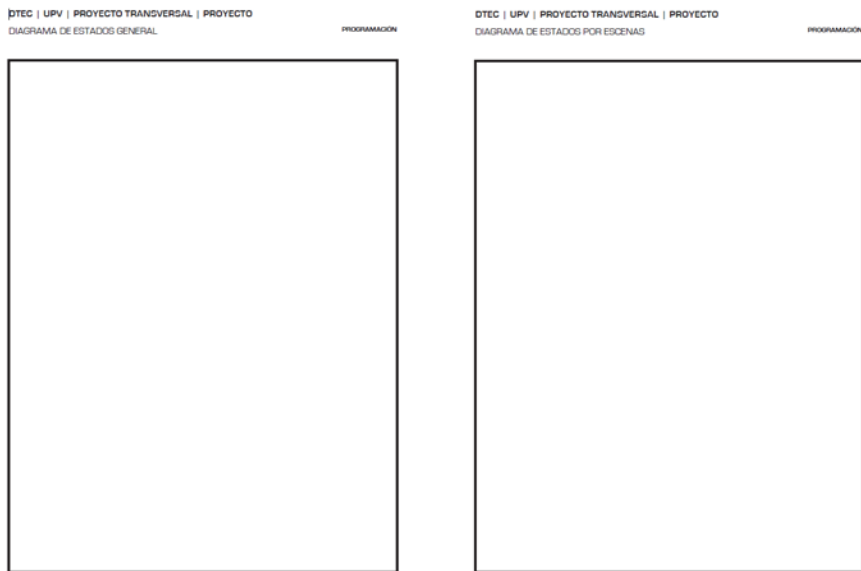 DTEC | UPV | PROYECTO TRANSVERSAL | PROYECTO
DIAGRAMA DE ESTADOS GENERAL
PROGRAMACIÓN
DTEC | UPV | PROYECTO TRANSVERSAL | PROYECTO
DIAGRAMA DE ESTADOS POR ESCENAS
PROGRAMACIÓN